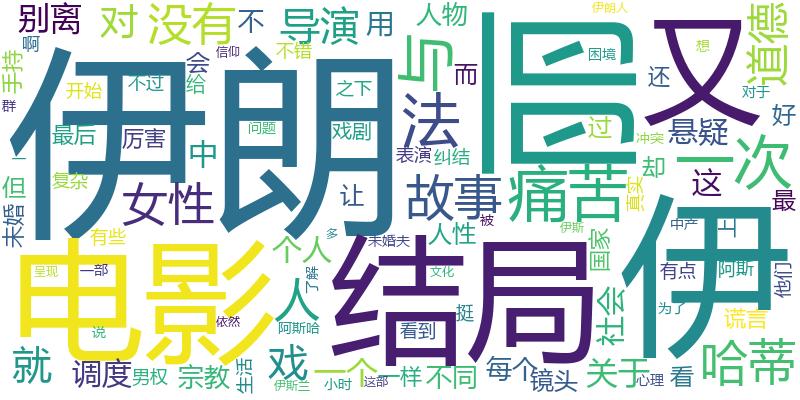 别离
啊
对
没有
不
导演
用
人物
伊朗人
旧
又
道德
手持
群
信仰
不错
会
给
不过
开始
之下
与
而
还
困境
想
对于
伊朗
最后
厉害
问题
戏剧
法
过
冲突
悬疑
好
中
表演
纠结
但
一
复杂
女性
让
故事
痛苦
却
一次
真实
这
最
未婚
有些
多
未婚夫
人性
被
伊斯
国家
中产
上
伊
电影
个人
结局
呈现
一部
了解
文化
有点
阿斯
他们
人
说
依然
阿斯哈
看到
挺
社会
为了
谎言
就
调度
男权
宗教
生活
戏
伊斯兰
一个
小时
这部
一样
不同
每个
镜头
关于
心理
看
哈蒂